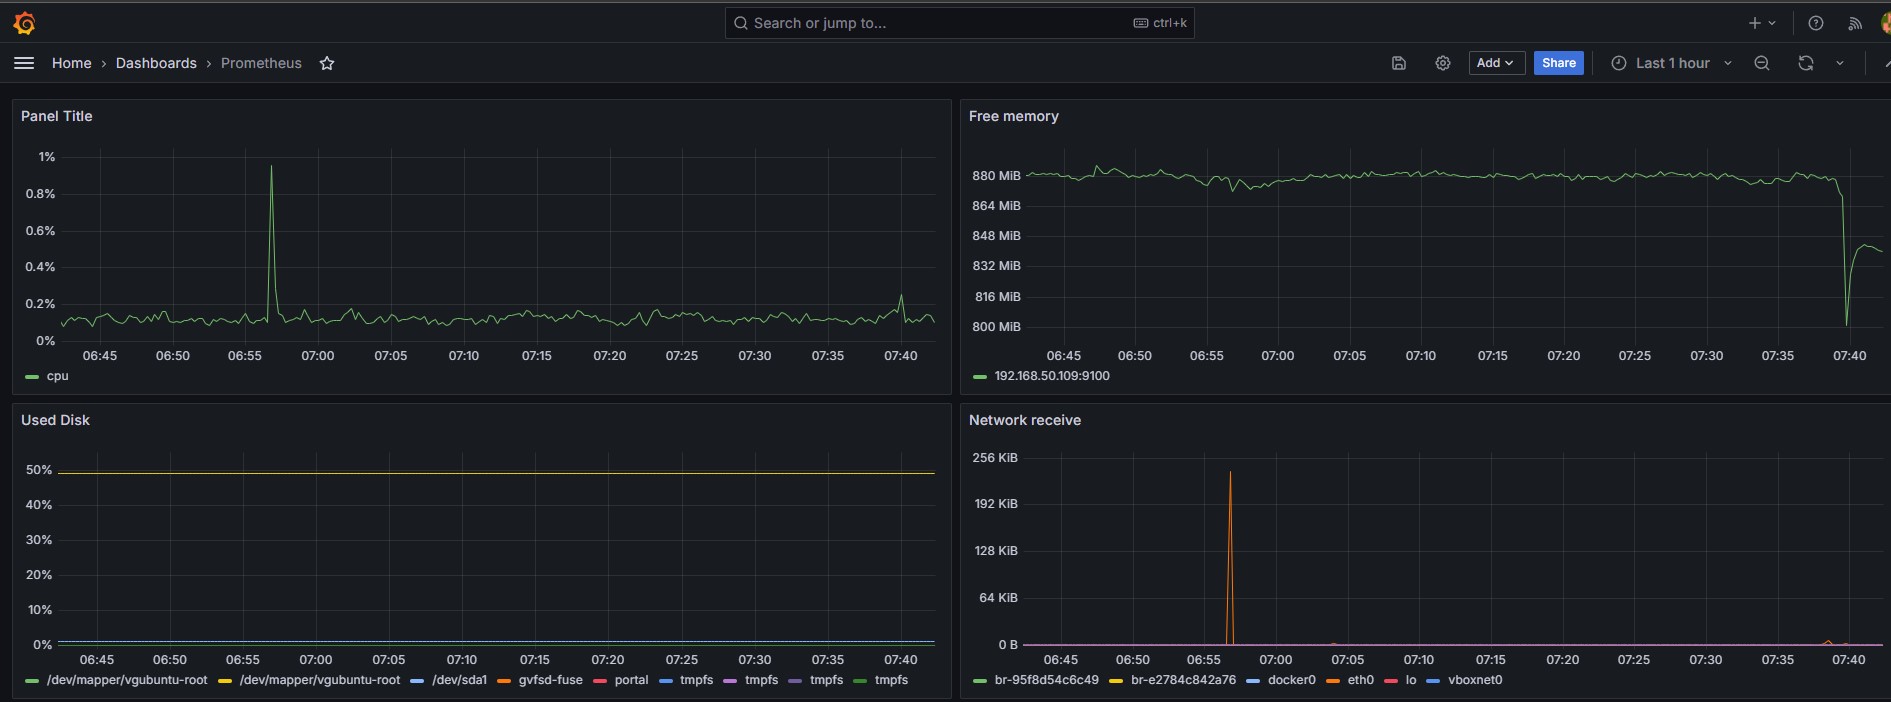 Search or jump to... ctrl+k
Home › Dashboards › Prometheus Add Share Last 1 hour
Panel Title
1%
0.8%
0.6%
0.4%
0.2%
0%
06:45 06:50 06:55 07:00 07:05 07:10 07:15 07:20 07:25 07:30 07:35 07:40
cpu
Free memory
880 MiB
864 MiB
848 MiB
832 MiB
816 MiB
800 MiB
06:45 06:50 06:55 07:00 07:05 07:10 07:15 07:20 07:25 07:30 07:35 07:40
192.168.50.109:9100
Used Disk
50%
40%
30%
20%
10%
0%
06:45 06:50 06:55 07:00 07:05 07:10 07:15 07:20 07:25 07:30 07:35 07:40
/dev/mapper/vgubuntu-root /dev/mapper/vgubuntu-root /dev/sda1 gvfsd-fuse portal tmpfs tmpfs tmpfs tmpfs
Network receive
256 KiB
192 KiB
128 KiB
64 KiB
0 B
06:45 06:50 06:55 07:00 07:05 07:10 07:15 07:20 07:25 07:30 07:35 07:40
br-95f8d54c6c49 br-e2784c842a76 docker0 eth0 lo vboxnet0